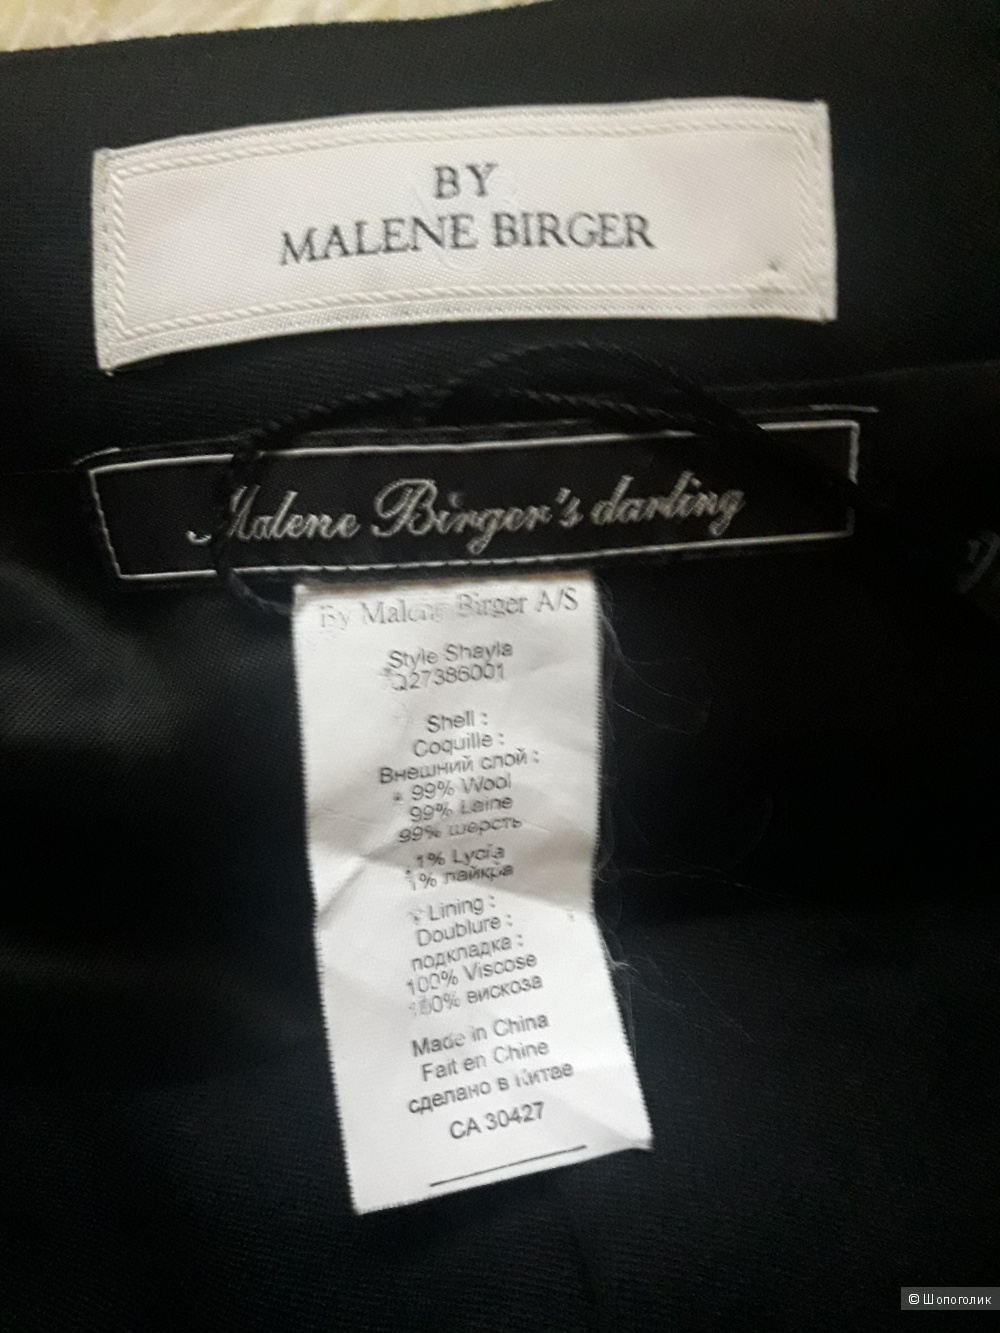 BY
MALENE BIRGER
Malene Birger's darling
By Malene Birger A/S
Style Shayla
Q27386001
Shell :
Coquille :
Внешний слой :
99% Wool
99% Laine
99% шерсть
1% Lycra
1% лайкра
Lining :
Doublure :
подкладка :
100% Viscose
100% вискоза
Made in China
Fait en Chine
сделано в Китае
CA 30427
© Шопоголик